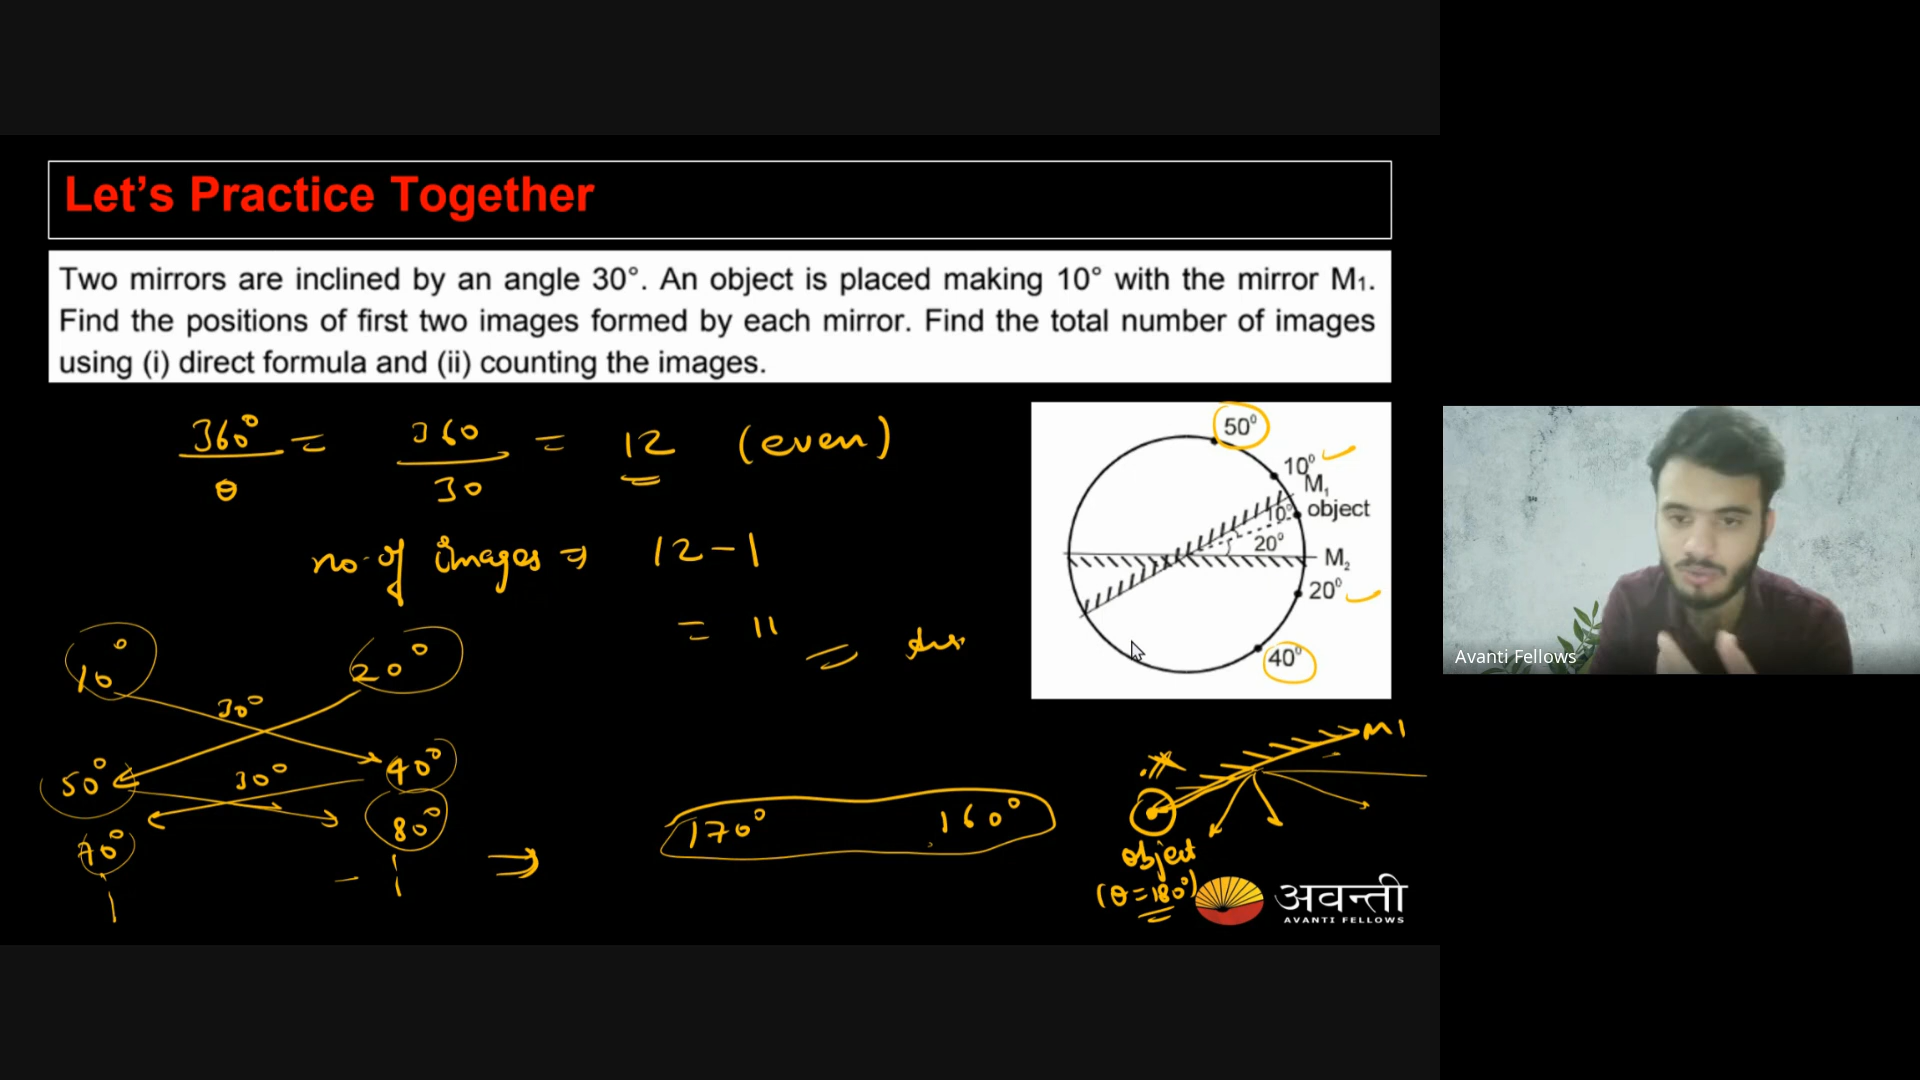 Let's Practice Together
Two mirrors are inclined by an angle 30°. An object is placed making 10° with the mirror M₁.
Find the positions of first two images formed by each mirror. Find the total number of images
using (i) direct formula and (ii) counting the images.
360°/θ = 360/30 = 12 (even)
no. of images ⇒ 12 - 1
= 11
50°
10°
M₁
10° object
20° M₂
20°
40°
10° 20°
30°
50° 40°
30°
70° 80°
⇒ 170° 160°
M1
object
(θ=180°)
अवन्ती
AVANTI FELLOWS
Avanti Fellows